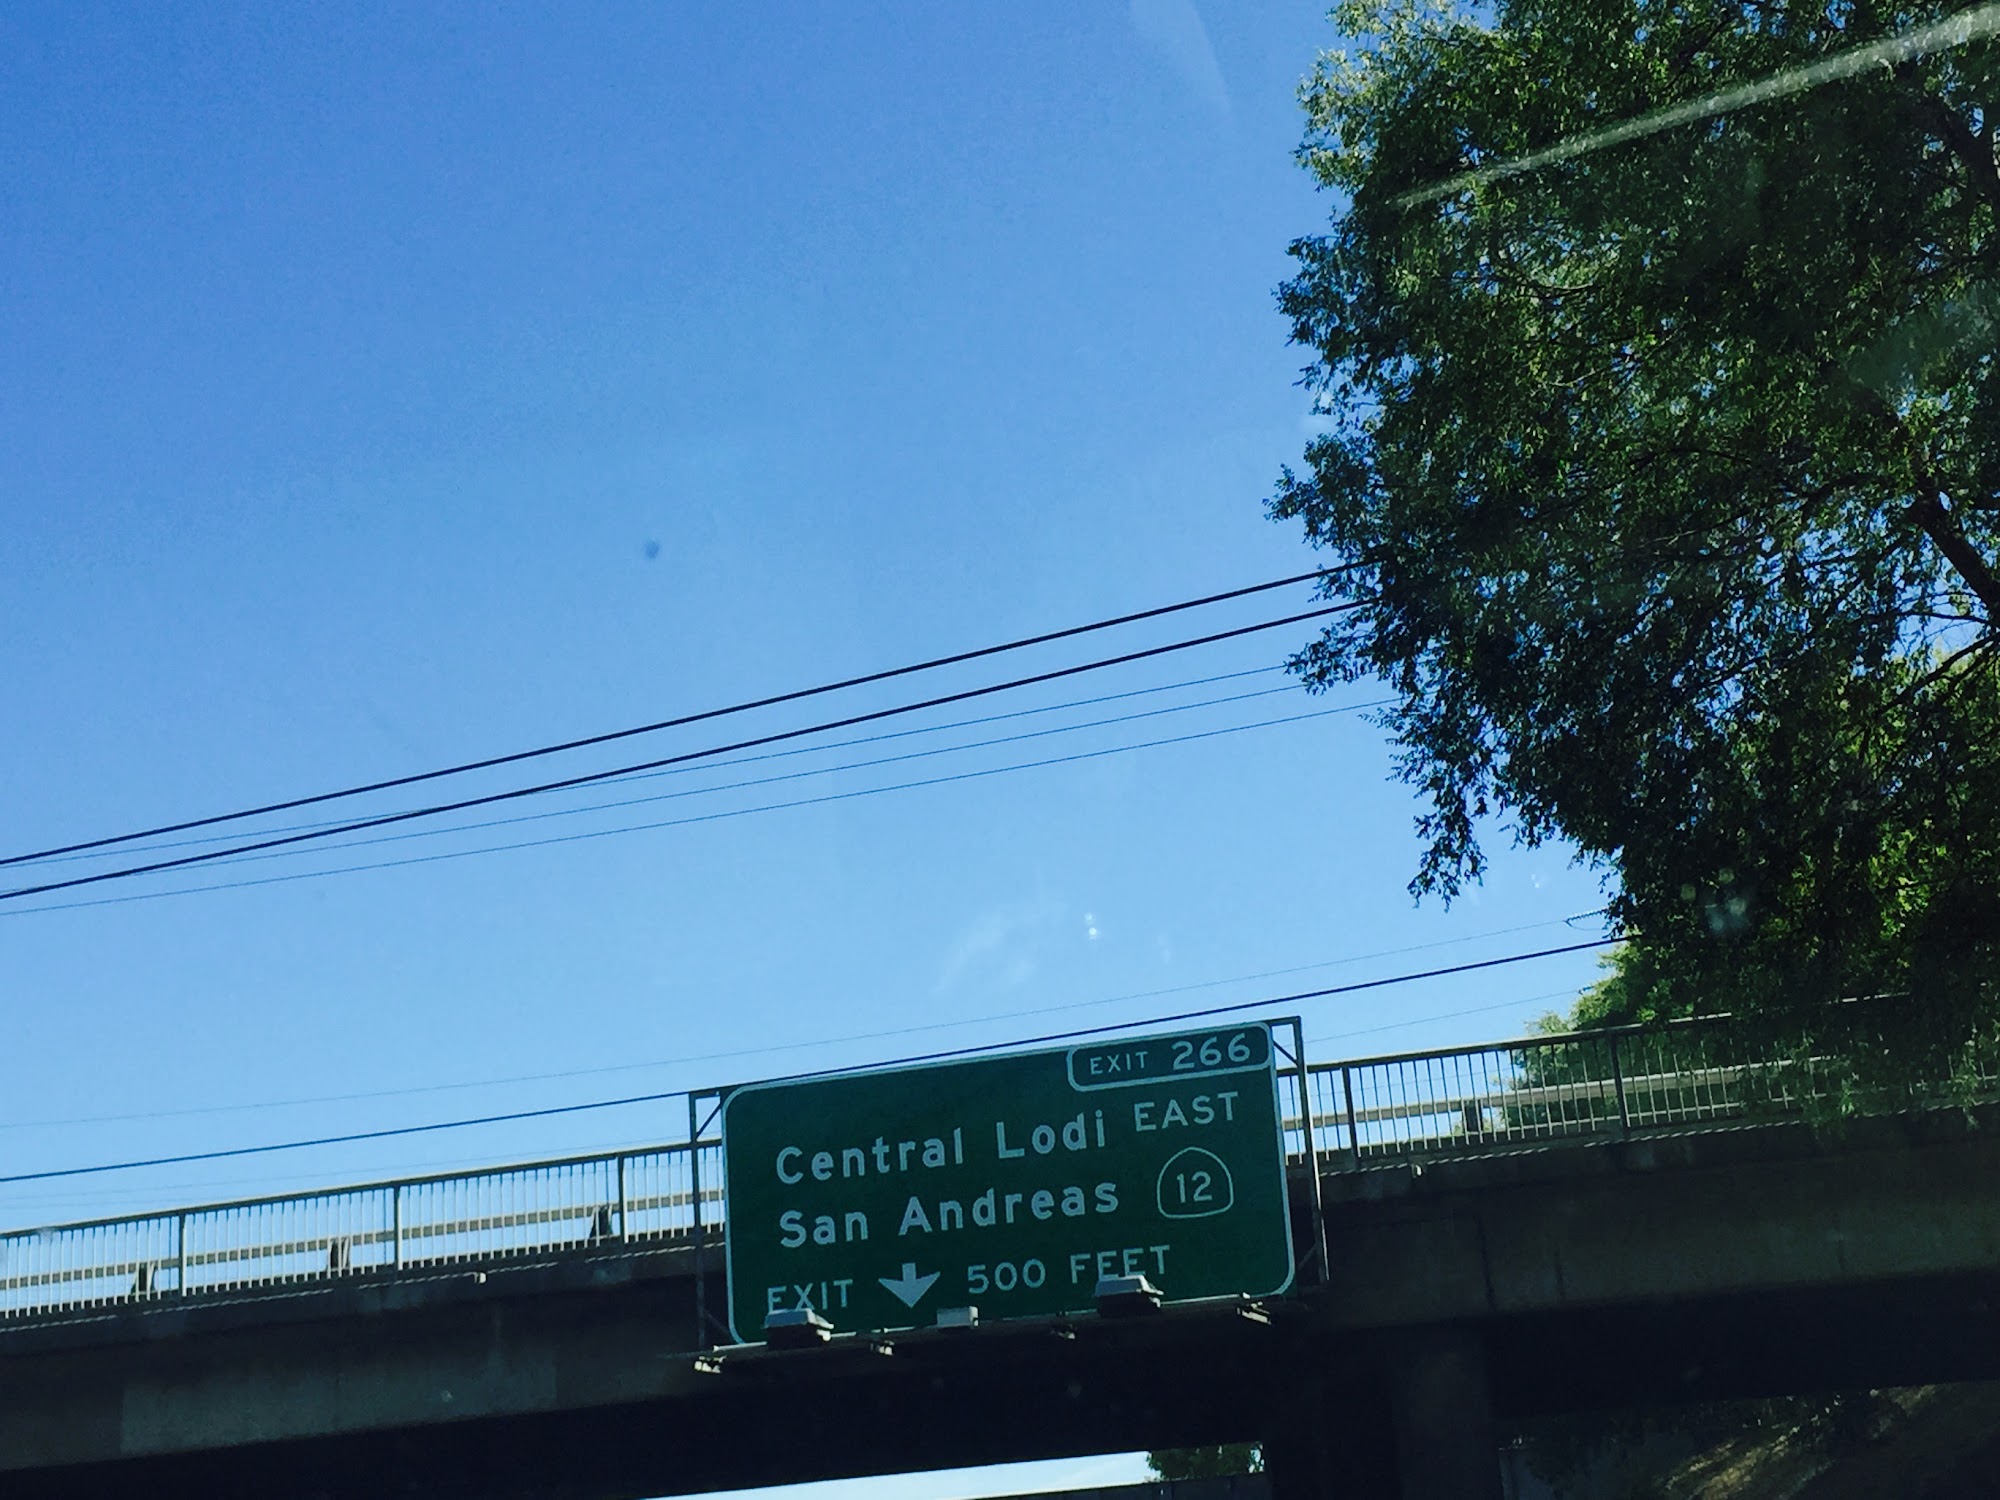 EXIT 266
Central Lodi EAST
San Andreas 12
EXIT 500 FEET